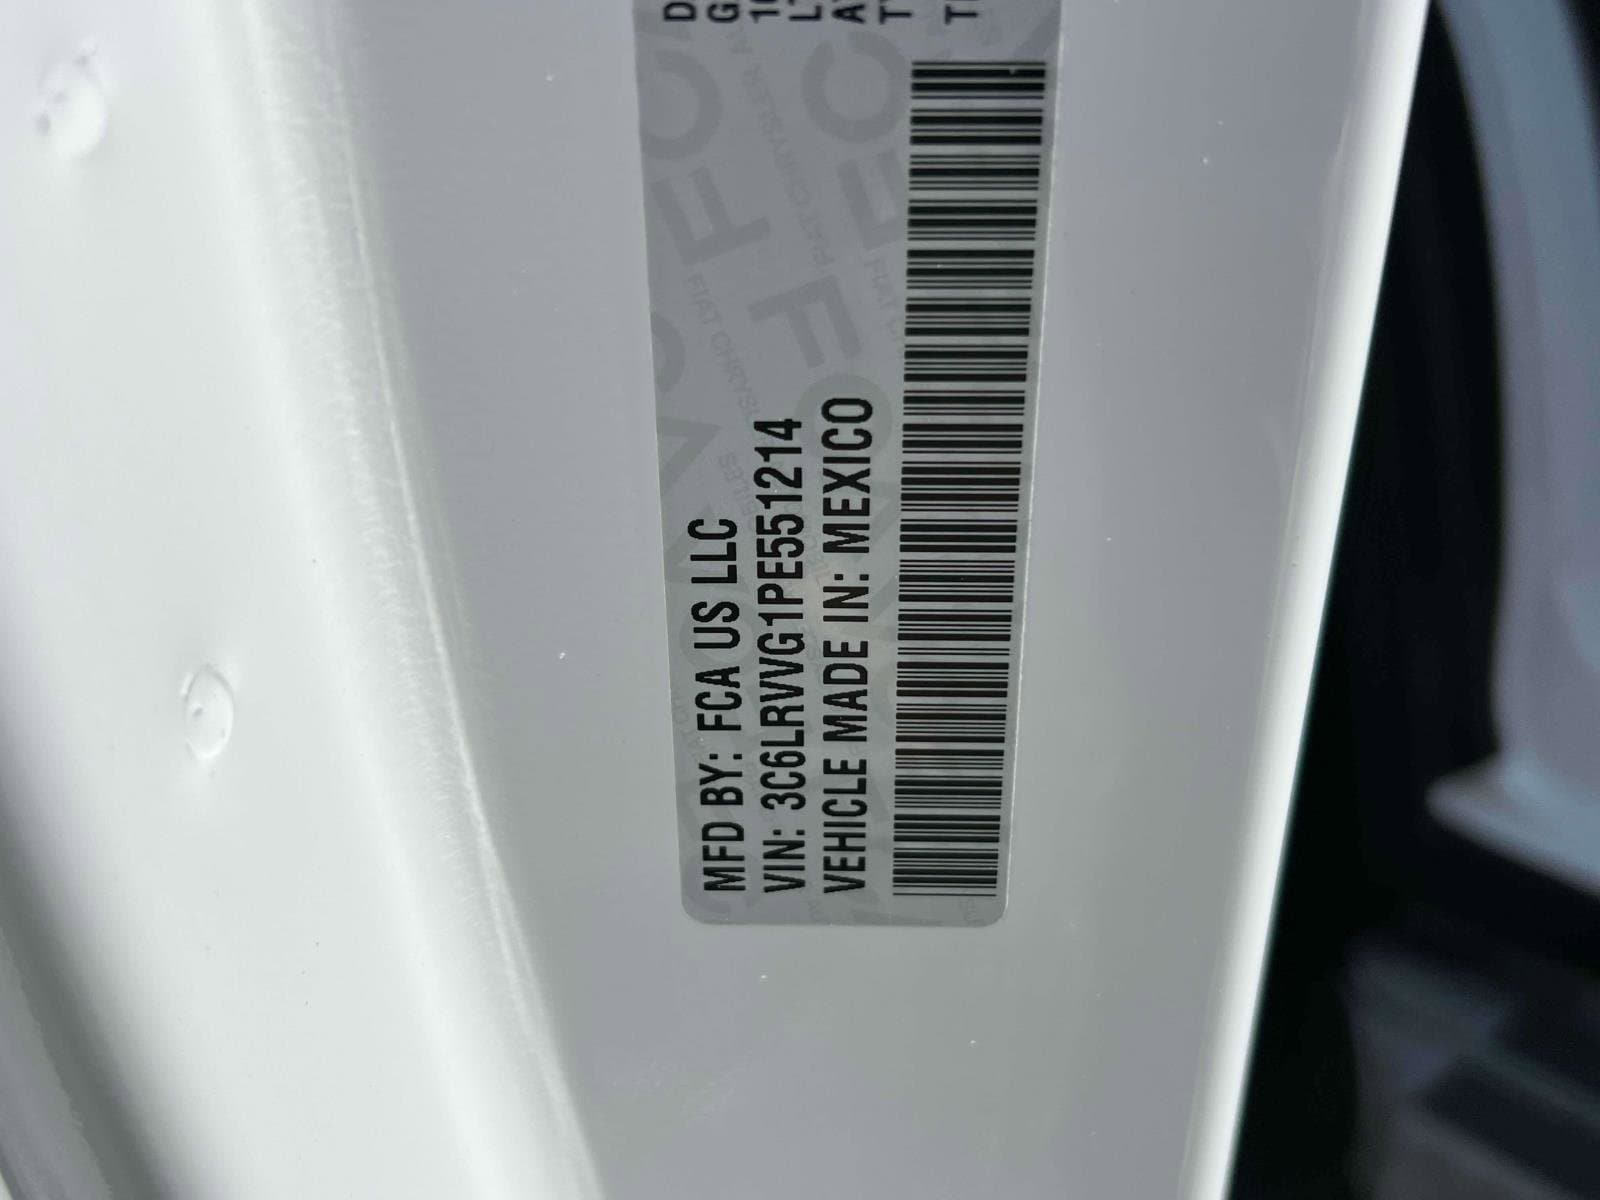 MFD BY: FCA US LLC
VIN: 3C6LRVVG1PE551214
VEHICLE MADE IN: MEXICO